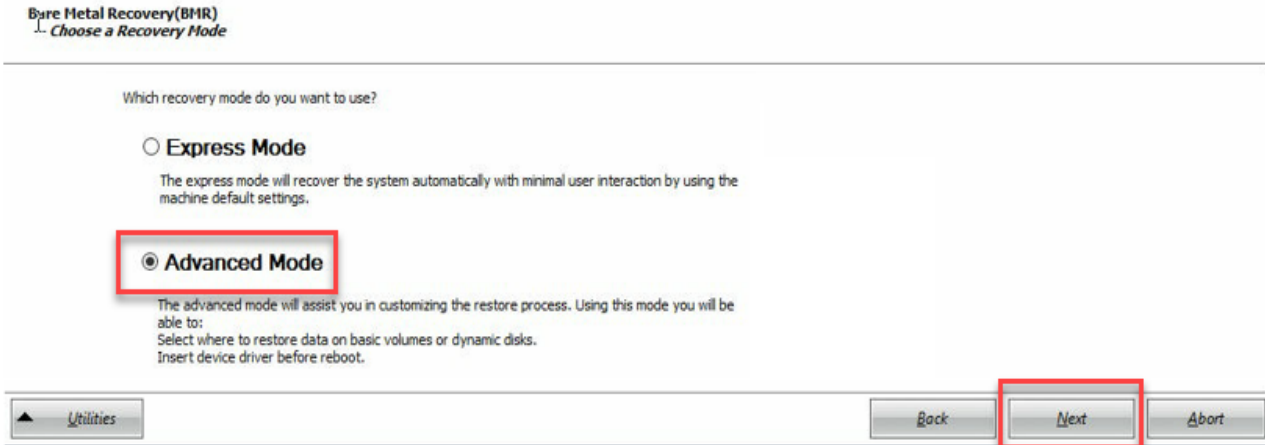 Bare Metal Recovery(BMR)
Choose a Recovery Mode
Which recovery mode do you want to use?
Express Mode
The express mode will recover the system automatically with minimal user interaction by using the
machine default settings.
Advanced Mode
The advanced mode will assist you in customizing the restore process. Using this mode you will be
able to:
Select where to restore data on basic volumes or dynamic disks.
Insert device driver before reboot.
Utilities
Back
Next
Abort